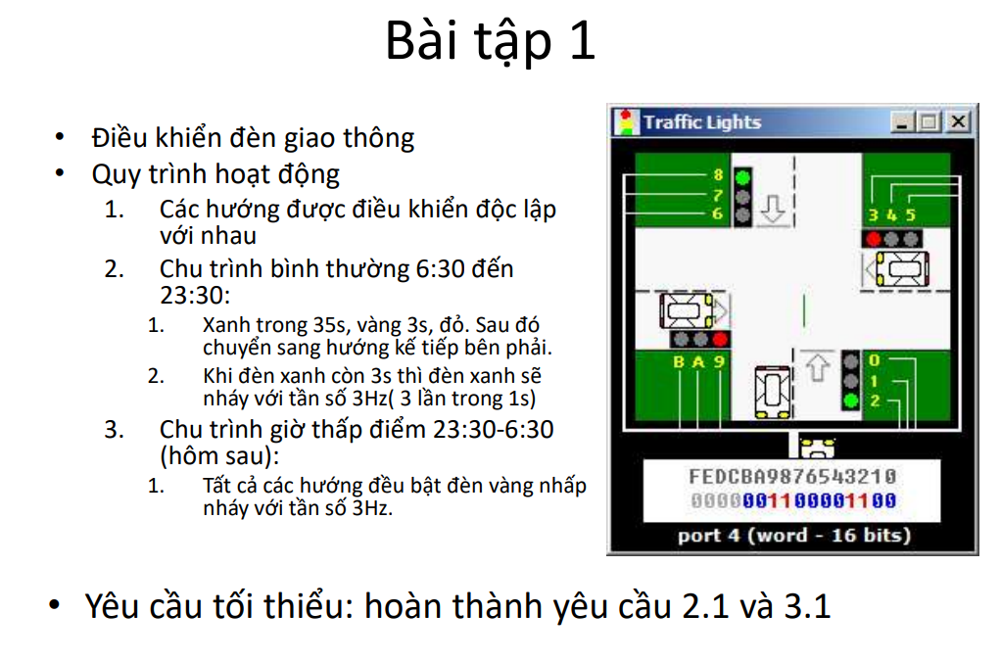 Bài tập 1
• Điều khiển đèn giao thông
• Quy trình hoạt động
1. Các hướng được điều khiển độc lập
với nhau
2. Chu trình bình thường 6:30 đến
23:30:
1. Xanh trong 35s, vàng 3s, đỏ. Sau đó
chuyển sang hướng kế tiếp bên phải.
2. Khi đèn xanh còn 3s thì đèn xanh sẽ
nháy với tần số 3Hz( 3 lần trong 1s)
3. Chu trình giờ thấp điểm 23:30-6:30
(hôm sau):
1. Tất cả các hướng đều bật đèn vàng nhấp
nháy với tần số 3Hz.
Traffic Lights
8
7
6
3 4 5
B A 9
0
1
2
FEDCBA9876543210
0000001100001100
port 4 (word - 16 bits)
• Yêu cầu tối thiểu: hoàn thành yêu cầu 2.1 và 3.1